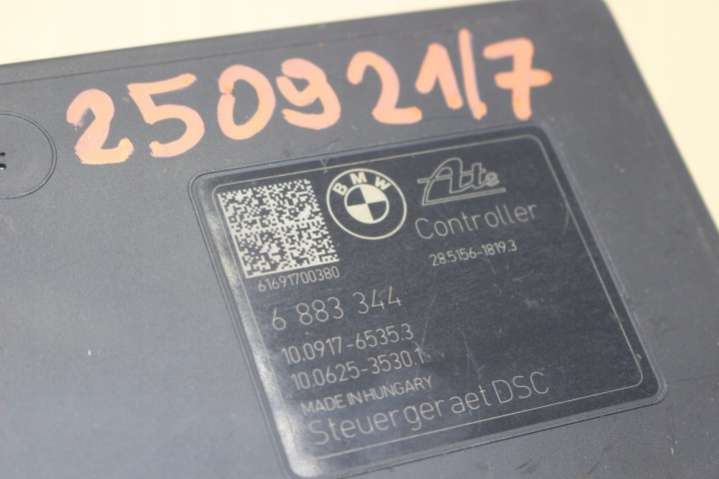 250921/7
BMW
Ate
Controller
28.5156-1819.3
61691700380
6 883 344
10.0917-6535.3
10.0625-3530.1
MADE IN HUNGARY
Steuergeraet DSC